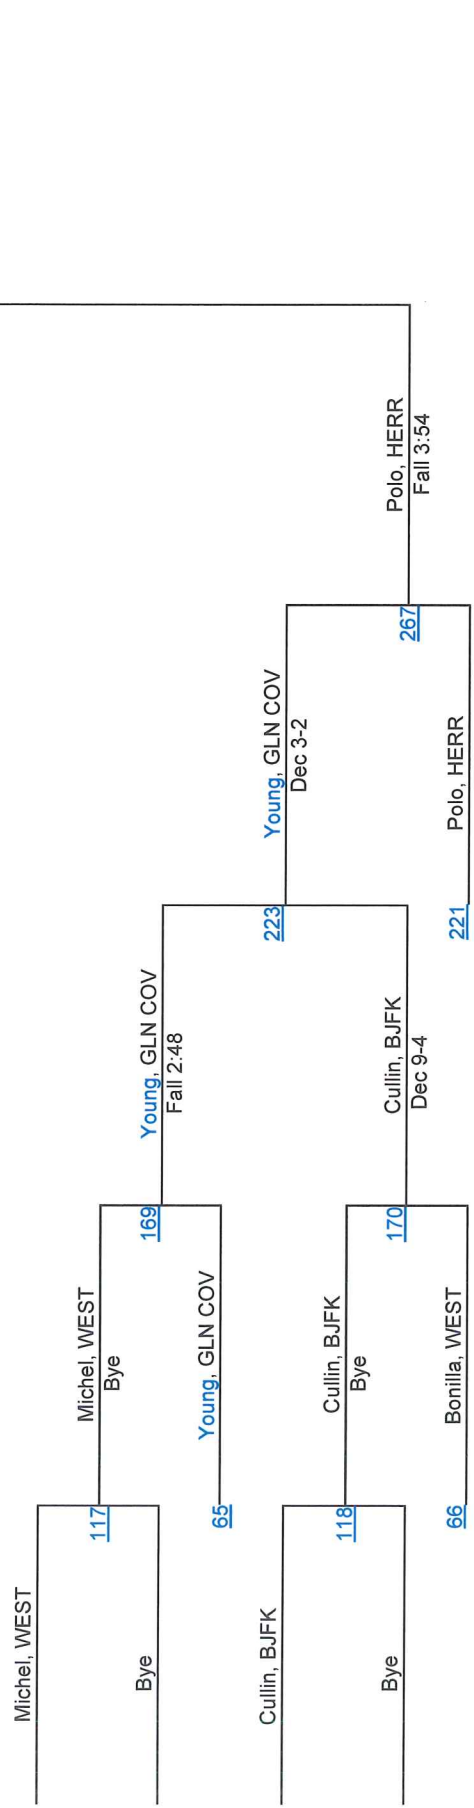 Michel, WEST
Bye
117
Michel, WEST
Bye
65
Young, GLN COV
169
Young, GLN COV
Fall 2:48
Cullin, BJFK
Bye
118
Cullin, BJFK
Bye
66
Bonilla, WEST
170
Cullin, BJFK
Dec 9-4
223
Young, GLN COV
Dec 3-2
221
Polo, HERR
267
Polo, HERR
Fall 3:54